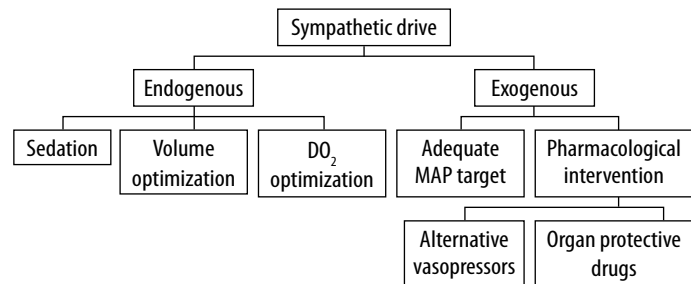 Sympathetic drive
Endogenous
Exogenous
Sedation
Volume
optimization
DO₂
optimization
Adequate
MAP target
Pharmacological
intervention
Alternative
vasopressors
Organ protective
drugs